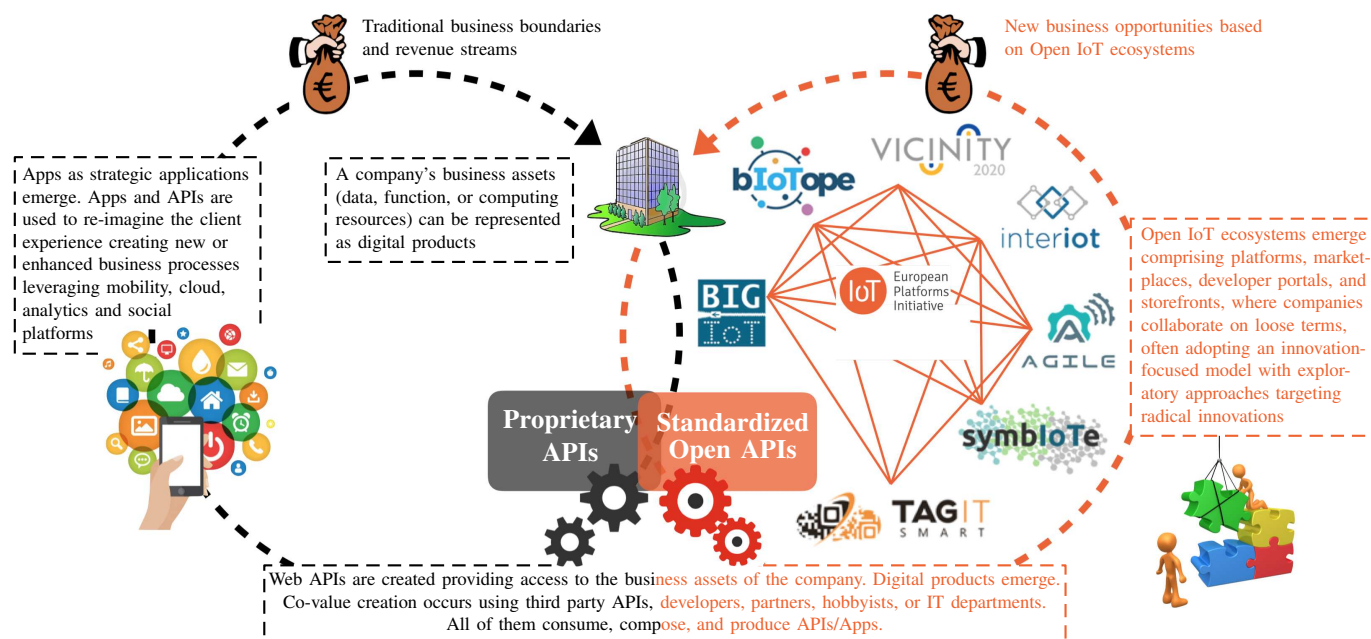 Traditional business boundaries
and revenue streams
New business opportunities based
on Open IoT ecosystems
€
€
Apps as strategic applications
emerge. Apps and APIs are
used to re-imagine the client
experience creating new or
enhanced business processes
leveraging mobility, cloud,
analytics and social
platforms
A company's business assets
(data, function, or computing
resources) can be represented
as digital products
bIoTope
VICINITY
2020
interiot
BIG
IoT
IoT
European
Platforms
Initiative
AGILE
symbIoTe
TAGIT
SMART
Open IoT ecosystems emerge
comprising platforms, market-
places, developer portals, and
storefronts, where companies
collaborate on loose terms,
often adopting an innovation-
focused model with explor-
atory approaches targeting
radical innovations
Proprietary
APIs
Standardized
Open APIs
Web APIs are created providing access to the business assets of the company. Digital products emerge.
Co-value creation occurs using third party APIs, developers, partners, hobbyists, or IT departments.
All of them consume, compose, and produce APIs/Apps.